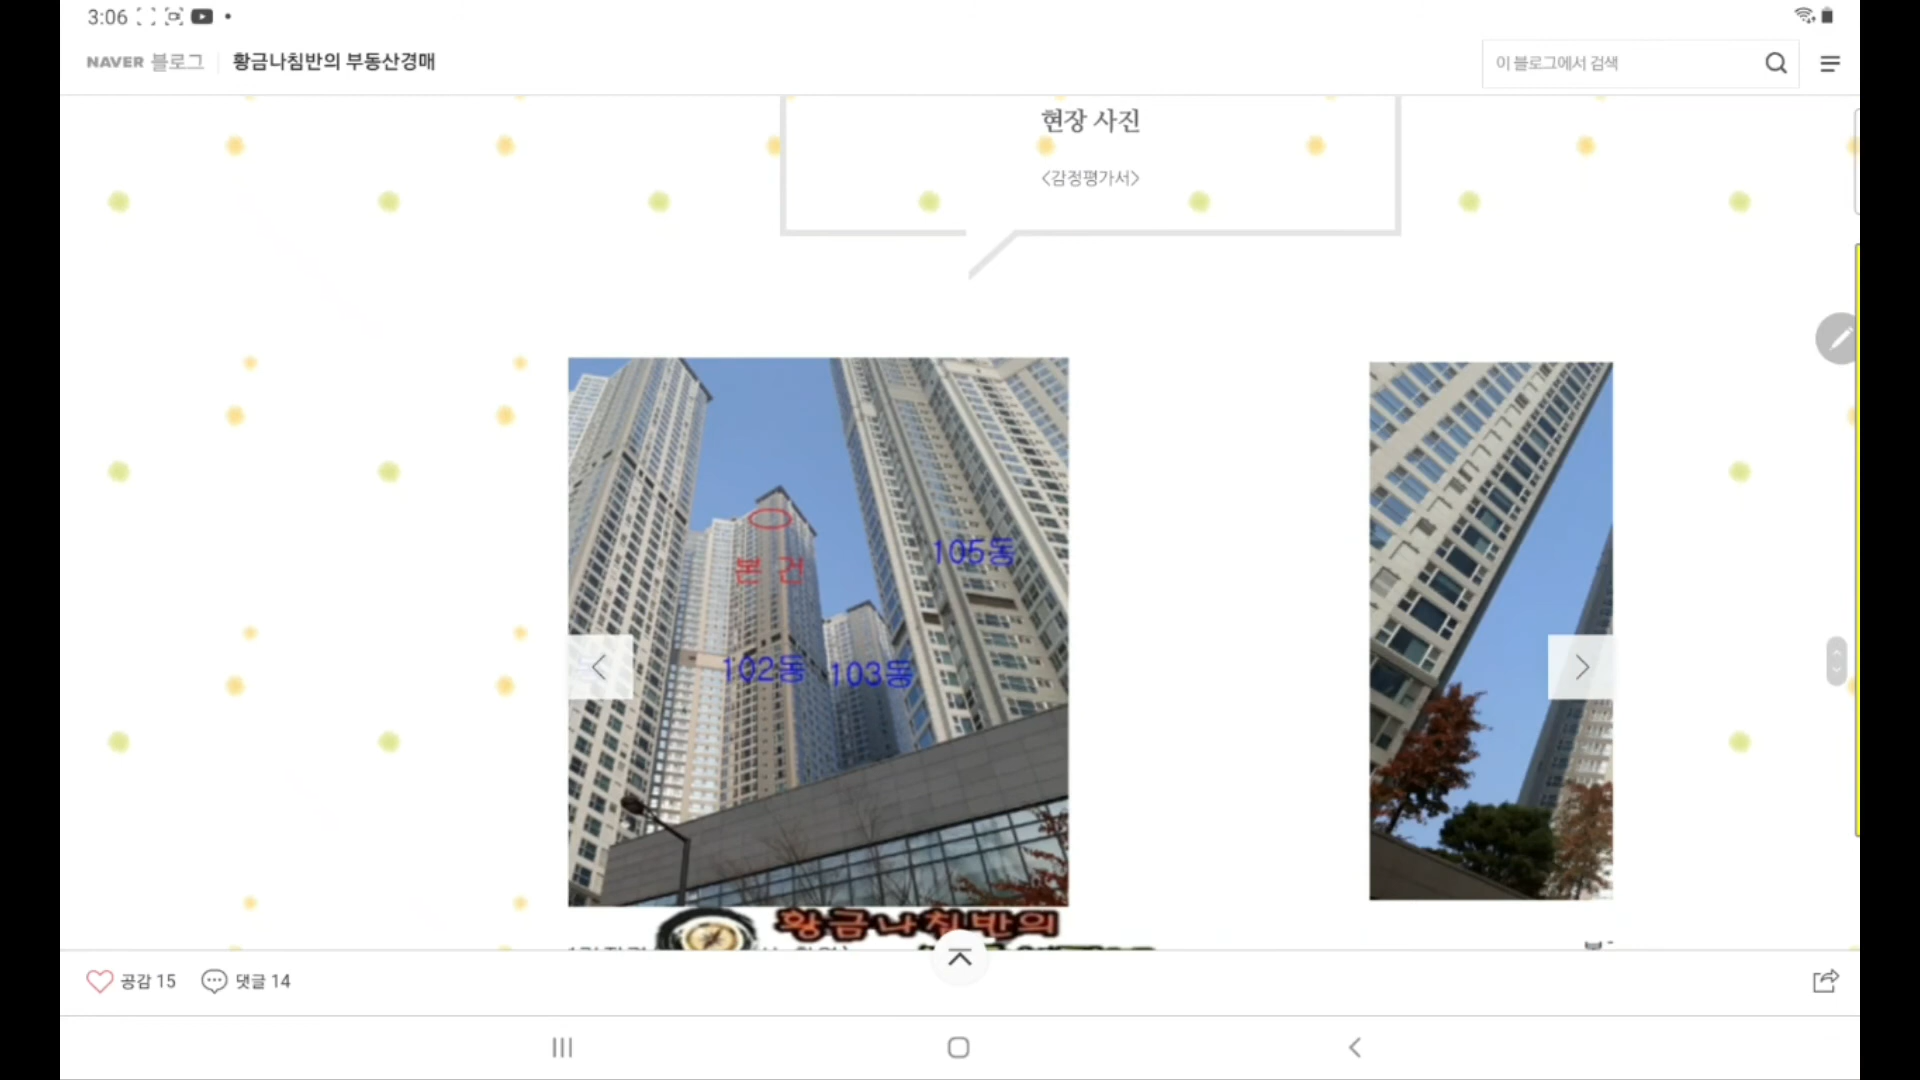 3:06
NAVER 블로그 황금나침반의 부동산경매
이 블로그에서 검색
현장 사진
<감정평가서>
본 건
105동
102동
103동
황금나침반의
공감 15
댓글 14